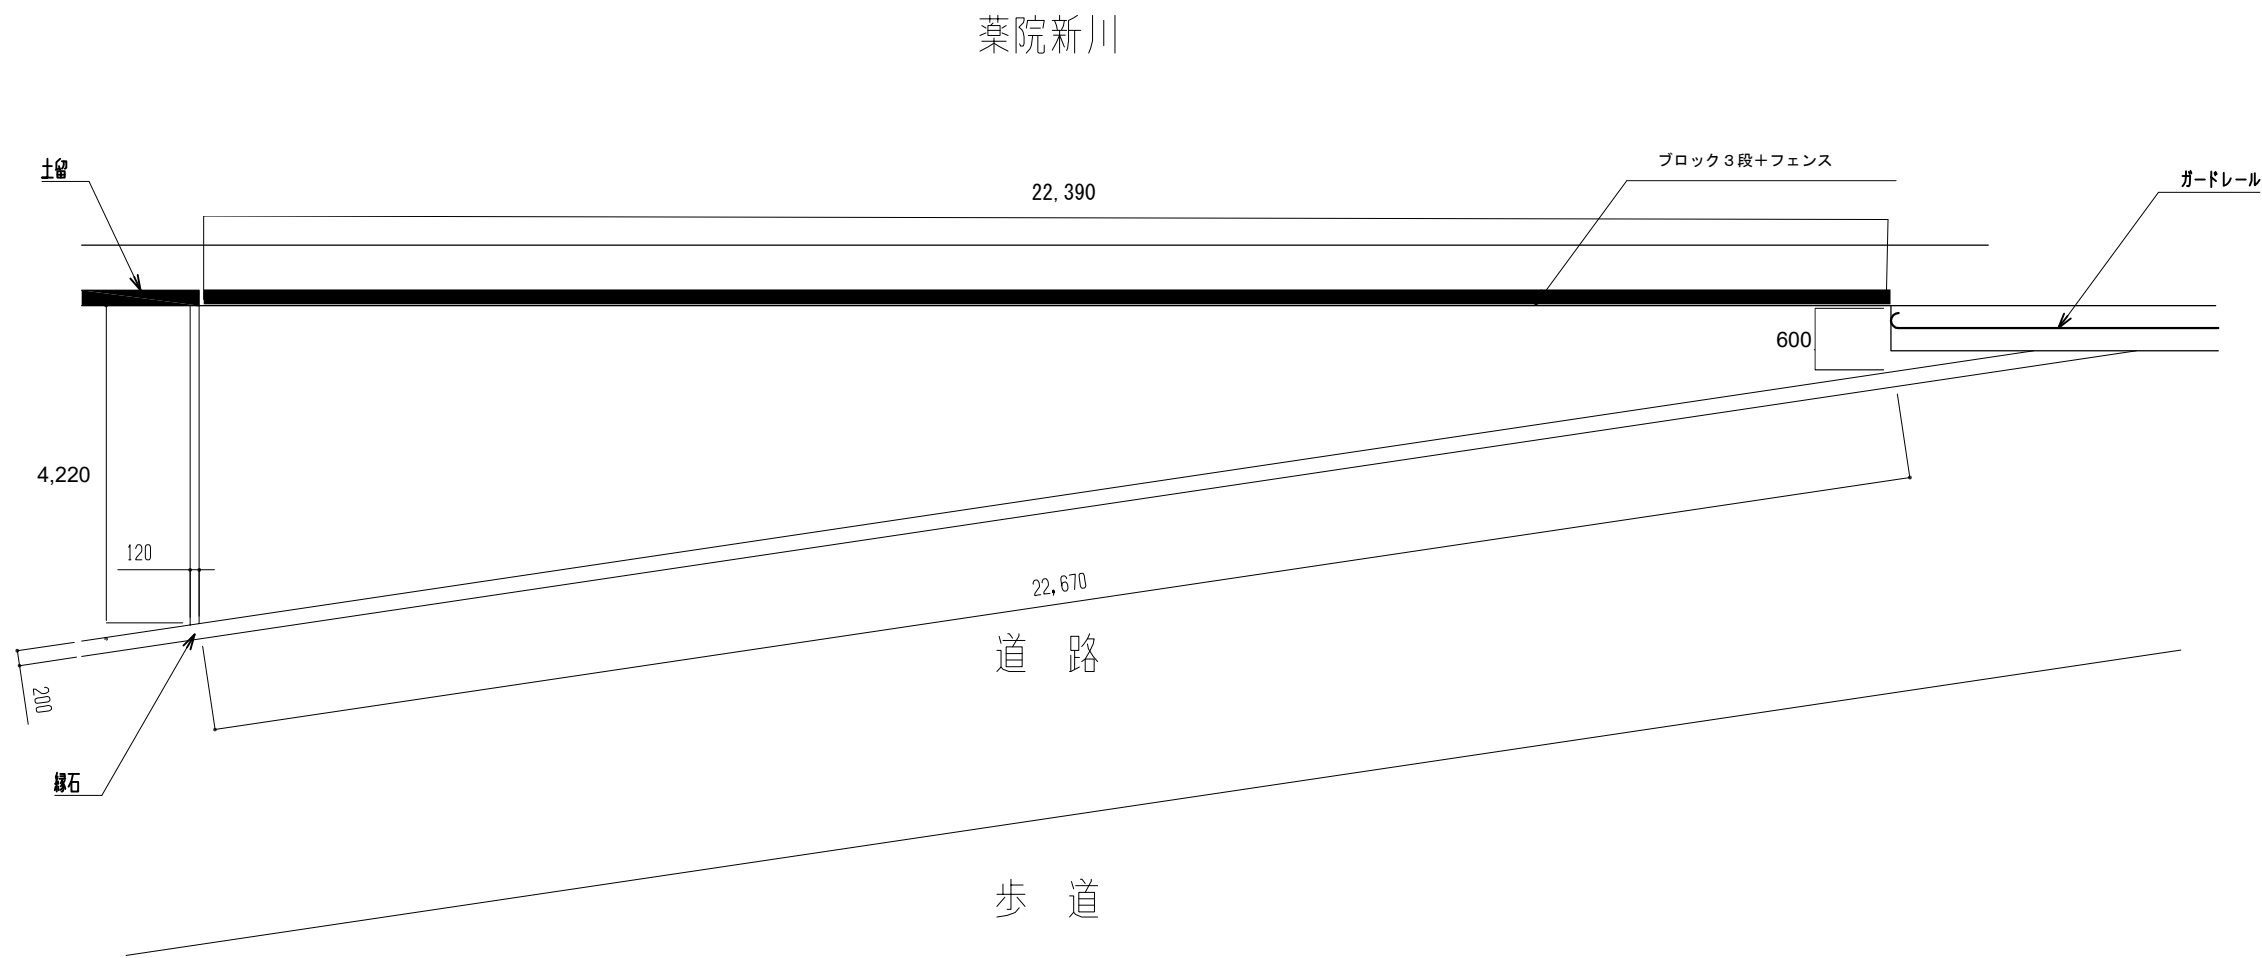 薬院新川
土留
ブロック３段＋フェンス
ガードレール
22,390
600
4,220
120
22,670
道　路
200
縁石
歩　道